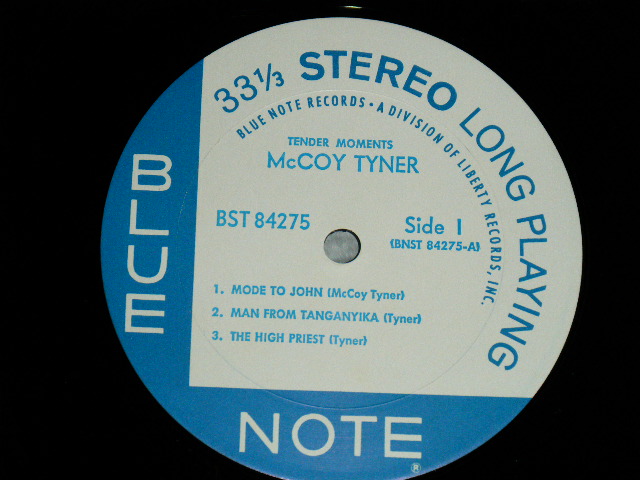 33⅓ STEREO LONG PLAYING
BLUE NOTE RECORDS • A DIVISION OF LIBERTY RECORDS, INC.
TENDER MOMENTS
McCOY TYNER
BST 84275
Side 1
(BNST 84275-A)
1. MODE TO JOHN (McCoy Tyner)
2. MAN FROM TANGANYIKA (Tyner)
3. THE HIGH PRIEST (Tyner)
BLUE
NOTE®